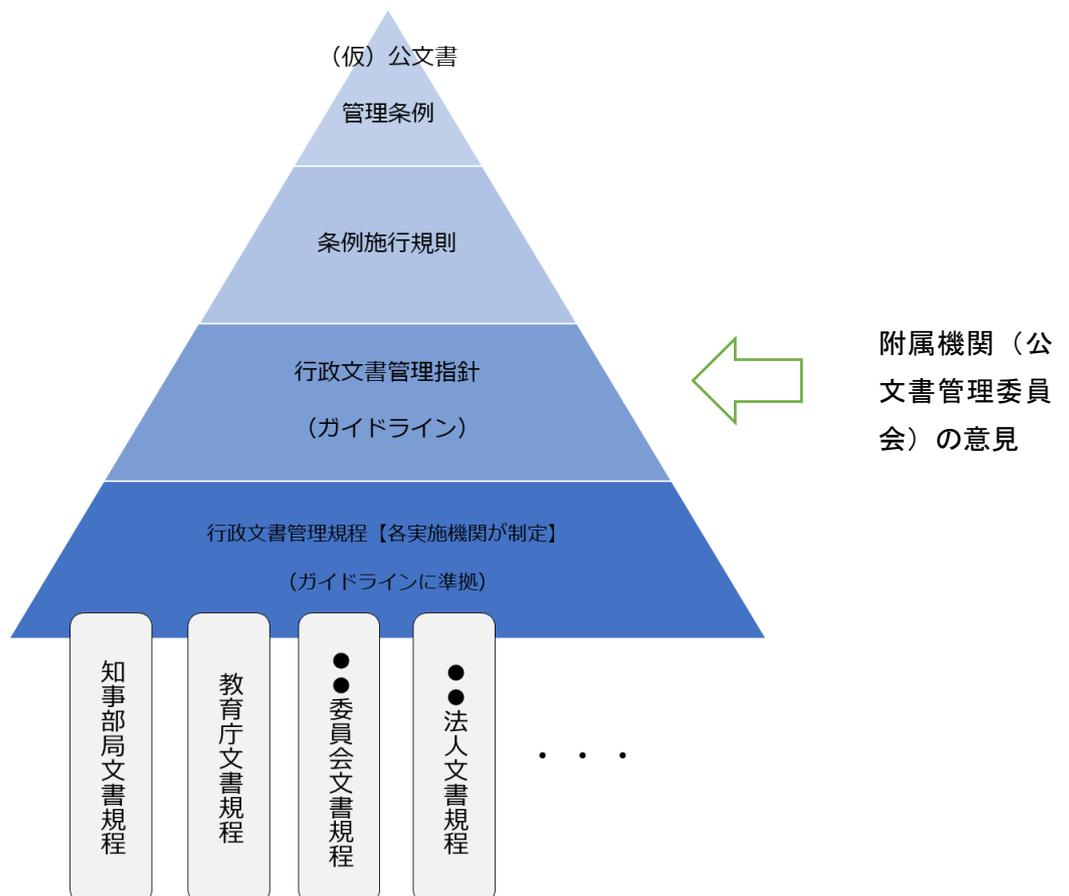 （仮）公文書
管理条例
条例施行規則
行政文書管理指針
（ガイドライン）
附属機関（公
文書管理委員
会）の意見
行政文書管理規程【各実施機関が制定】
（ガイドラインに準拠）
知事部局文書規程
教育庁文書規程
●●委員会文書規程
●●法人文書規程
・・・